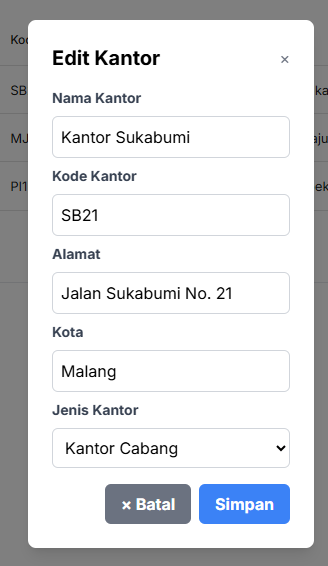 Edit Kantor ×
Nama Kantor
Kantor Sukabumi
Kode Kantor
SB21
Alamat
Jalan Sukabumi No. 21
Kota
Malang
Jenis Kantor
Kantor Cabang
× Batal Simpan